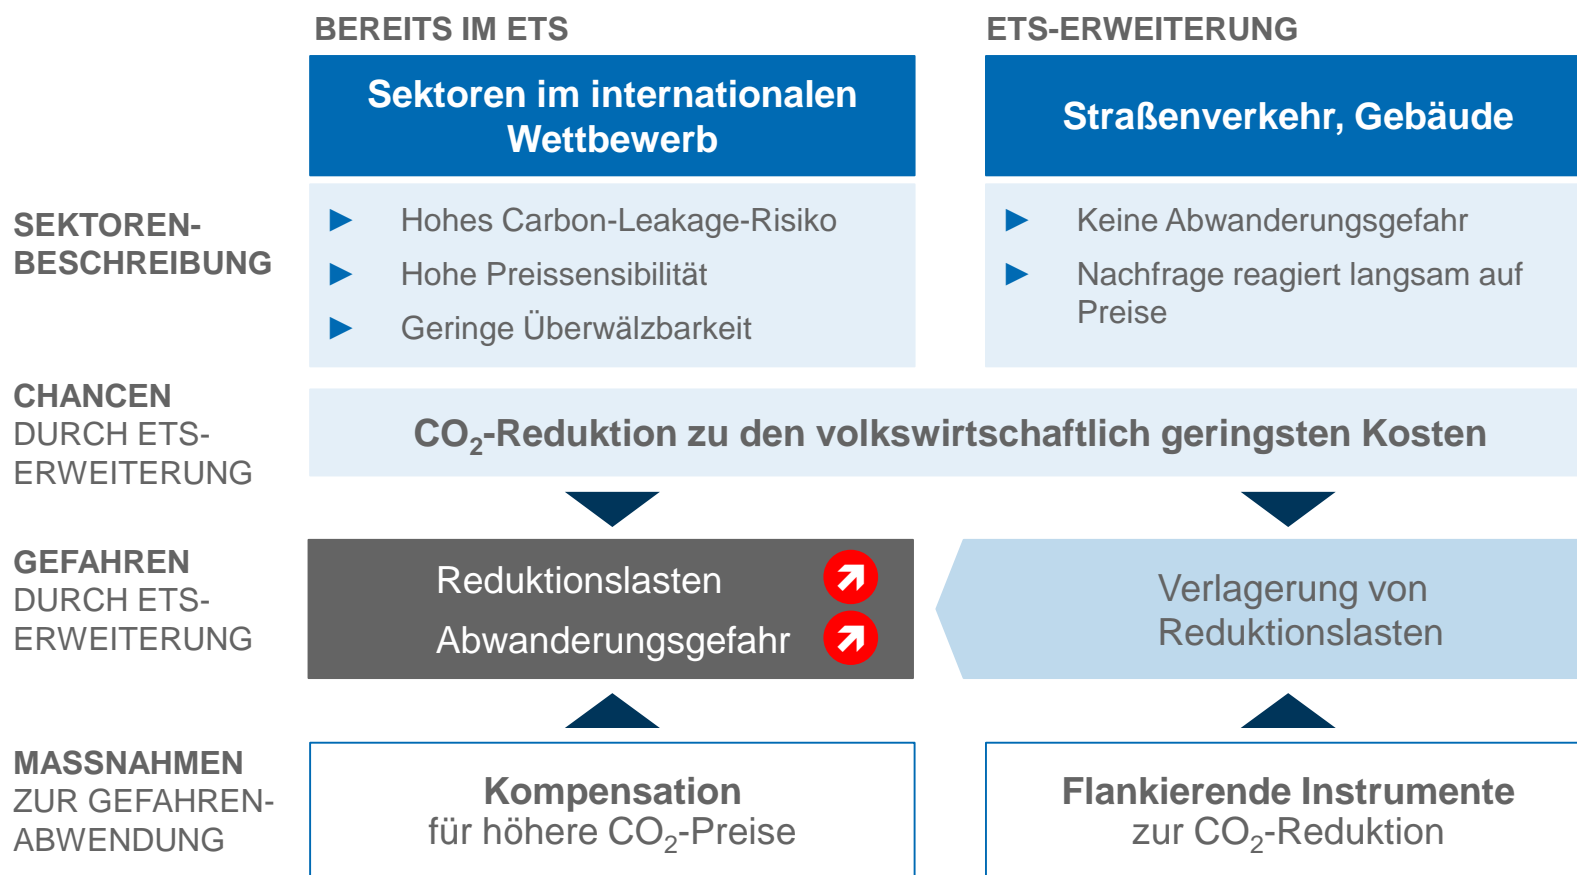 BEREITS IM ETS
ETS-ERWEITERUNG
Sektoren im internationalen
Wettbewerb
Straßenverkehr, Gebäude
SEKTOREN-
BESCHREIBUNG
► Hohes Carbon-Leakage-Risiko
► Hohe Preissensibilität
► Geringe Überwälzbarkeit
► Keine Abwanderungsgefahr
► Nachfrage reagiert langsam auf
Preise
CHANCEN
DURCH ETS-
ERWEITERUNG
CO₂-Reduktion zu den volkswirtschaftlich geringsten Kosten
GEFAHREN
DURCH ETS-
ERWEITERUNG
Reduktionslasten
Abwanderungsgefahr
Verlagerung von
Reduktionslasten
MASSNAHMEN
ZUR GEFAHREN-
ABWENDUNG
Kompensation
für höhere CO₂-Preise
Flankierende Instrumente
zur CO₂-Reduktion